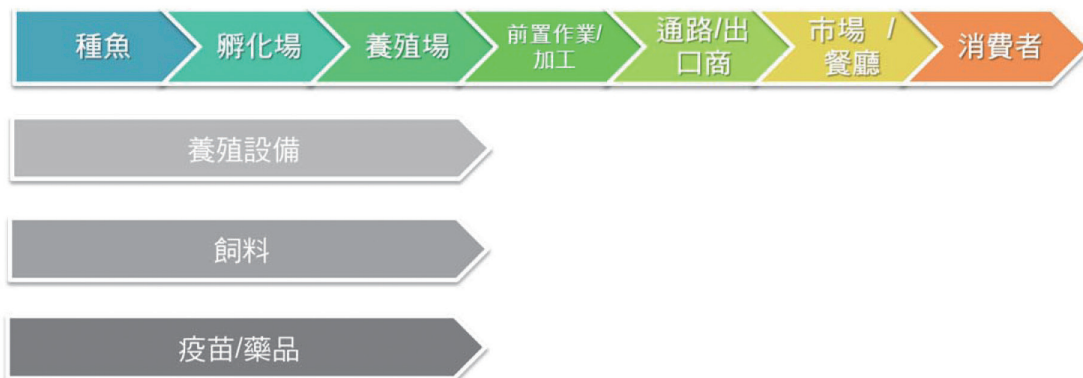 種魚
孵化場
養殖場
前置作業/
加工
通路/出
口商
市場 /
餐廳
消費者
養殖設備
飼料
疫苗/藥品